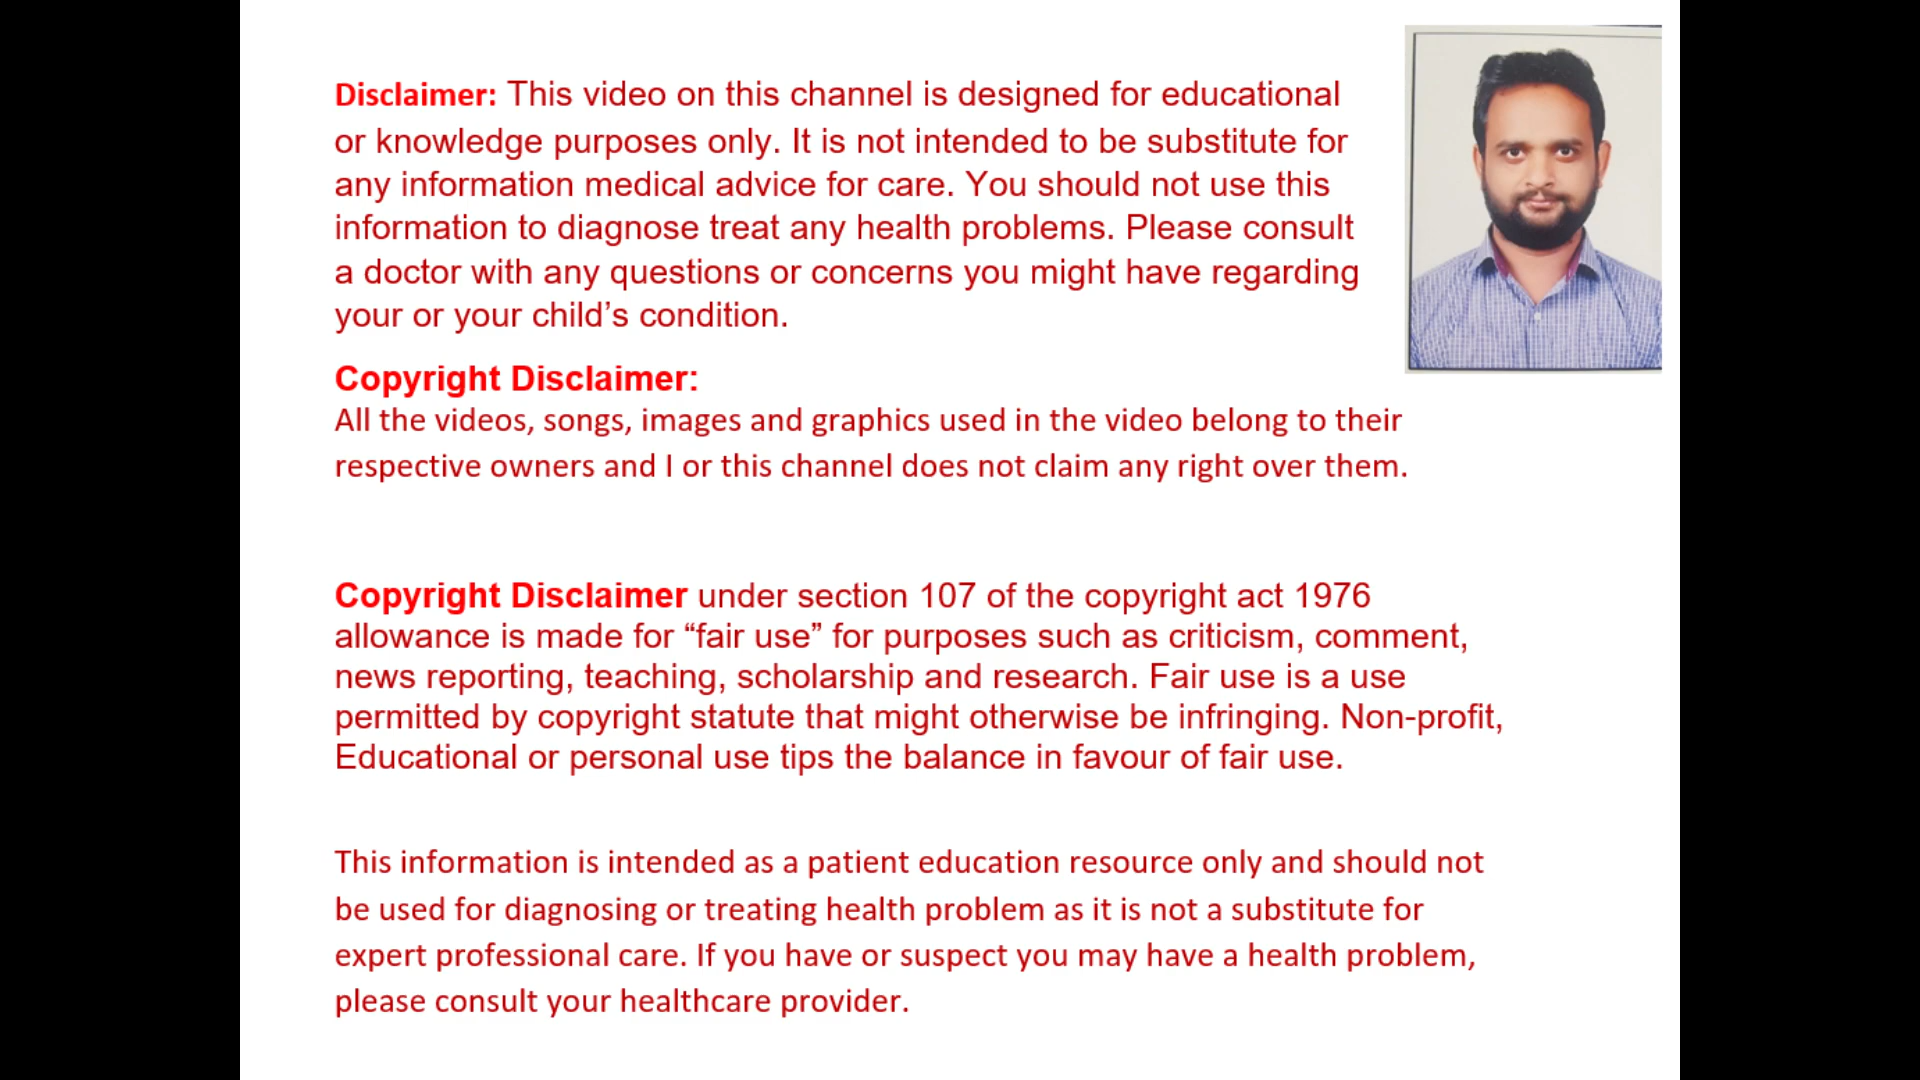 Disclaimer: This video on this channel is designed for educational
or knowledge purposes only. It is not intended to be substitute for
any information medical advice for care. You should not use this
information to diagnose treat any health problems. Please consult
a doctor with any questions or concerns you might have regarding
your or your child’s condition.
Copyright Disclaimer:
All the videos, songs, images and graphics used in the video belong to their
respective owners and I or this channel does not claim any right over them.
Copyright Disclaimer under section 107 of the copyright act 1976
allowance is made for “fair use” for purposes such as criticism, comment,
news reporting, teaching, scholarship and research. Fair use is a use
permitted by copyright statute that might otherwise be infringing. Non-profit,
Educational or personal use tips the balance in favour of fair use.
This information is intended as a patient education resource only and should not
be used for diagnosing or treating health problem as it is not a substitute for
expert professional care. If you have or suspect you may have a health problem,
please consult your healthcare provider.